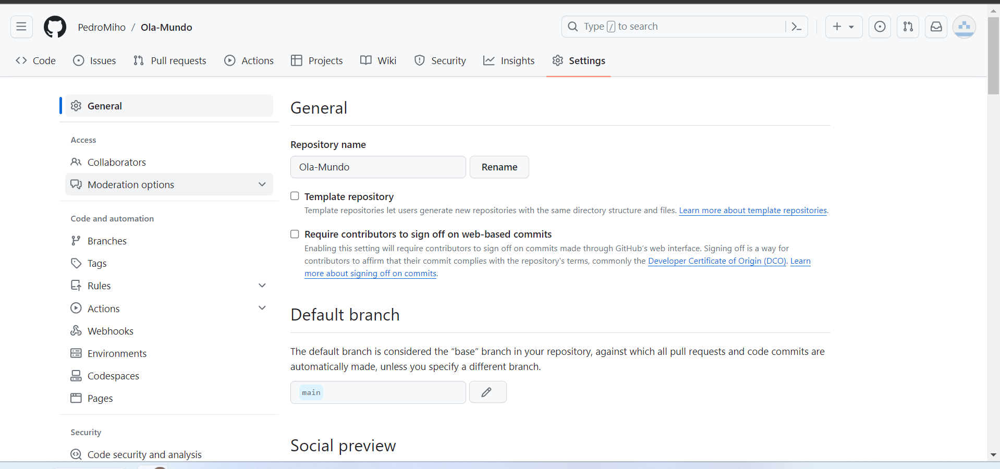 PedroMiho / Ola-Mundo
Type / to search
Code Issues Pull requests Actions Projects Wiki Security Insights Settings
General
Access
Collaborators
Moderation options
Code and automation
Branches
Tags
Rules
Actions
Webhooks
Environments
Codespaces
Pages
Security
Code security and analysis
General
Repository name
Ola-Mundo Rename
Template repository
Template repositories let users generate new repositories with the same directory structure and files. Learn more about template repositories.
Require contributors to sign off on web-based commits
Enabling this setting will require contributors to sign off on commits made through GitHub’s web interface. Signing off is a way for
contributors to affirm that their commit complies with the repository's terms, commonly the Developer Certificate of Origin (DCO). Learn
more about signing off on commits.
Default branch
The default branch is considered the “base” branch in your repository, against which all pull requests and code commits are
automatically made, unless you specify a different branch.
main
Social preview